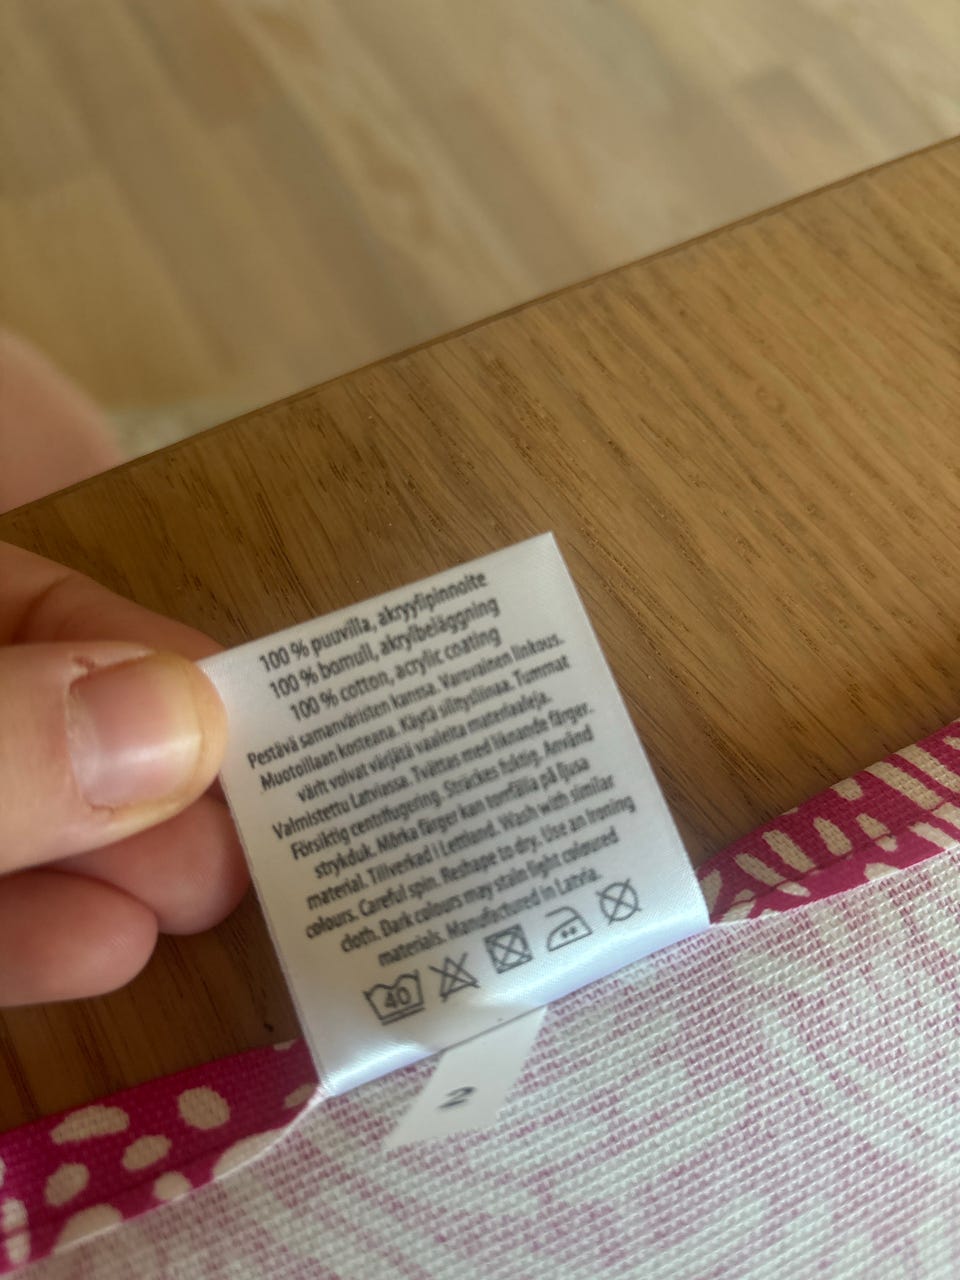 100 % puuvilla, akryylipinnoite
100 % bomull, akrylbeläggning
100 % cotton, acrylic coating
Pestävä samanväristen kanssa. Varovainen linkous.
Muotoillaan kosteana. Käytä silitysliinaa. Tummat
värit voivat värjätä vaaleita materiaaleja.
Valmistettu Latviassa. Tvättas med liknande färger.
Försiktig centrifugering. Sträckes fuktig. Använd
strykduk. Mörka färger kan tonfälla på ljusa
material. Tillverkad i Lettland. Wash with similar
colours. Careful spin. Reshape to dry. Use an ironing
cloth. Dark colours may stain light coloured
materials. Manufactured in Latvia.
40
2